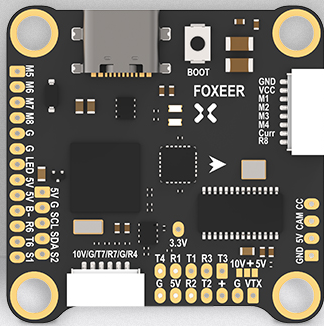 BOOT
FOXEER
M5
M6
M7
M8
G
G
LED
5V
5V
B-
R6
T6
S1
5V
G
SCL
SDA
S2
GND
VCC
M1
M2
M3
M4
Curr
R8
3.3V
10V/G/T7/R7/G/R4
T4 R1 T1 R3 T3
G 5V R2 T2 +
10V + 5V
G VTX
GND 5V CAM CC